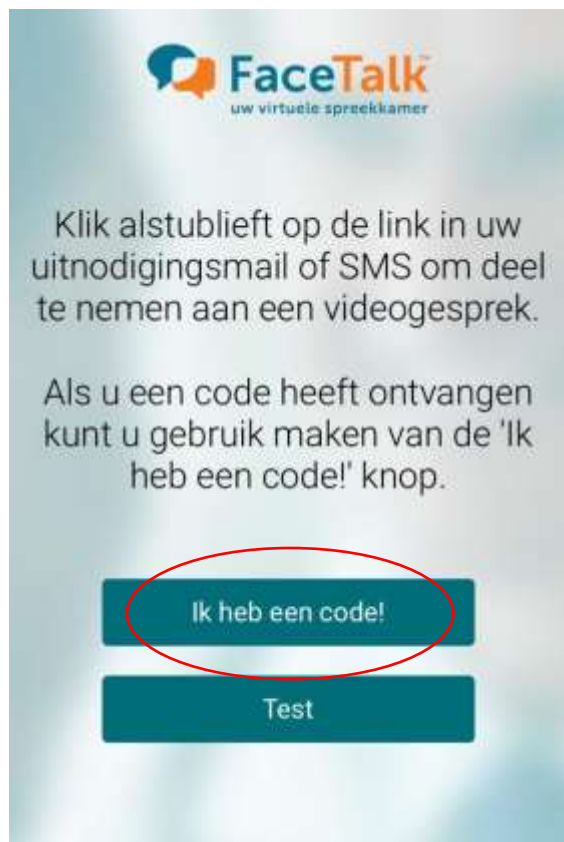 FaceTalk
uw virtuele spreekkamer
Klik alstublieft op de link in uw
uitnodigingsmail of SMS om deel
te nemen aan een videogesprek.
Als u een code heeft ontvangen
kunt u gebruik maken van de 'Ik
heb een code!' knop.
Ik heb een code!
Test